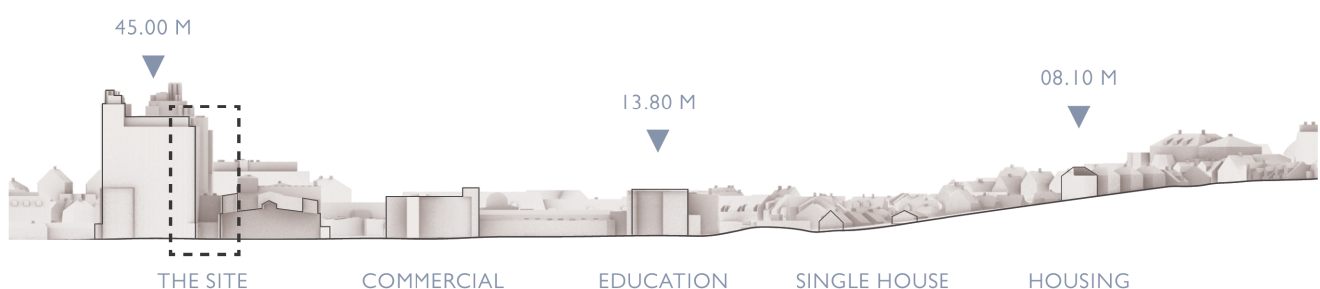 45.00 M
13.80 M
08.10 M
THE SITE
COMMERCIAL
EDUCATION
SINGLE HOUSE
HOUSING